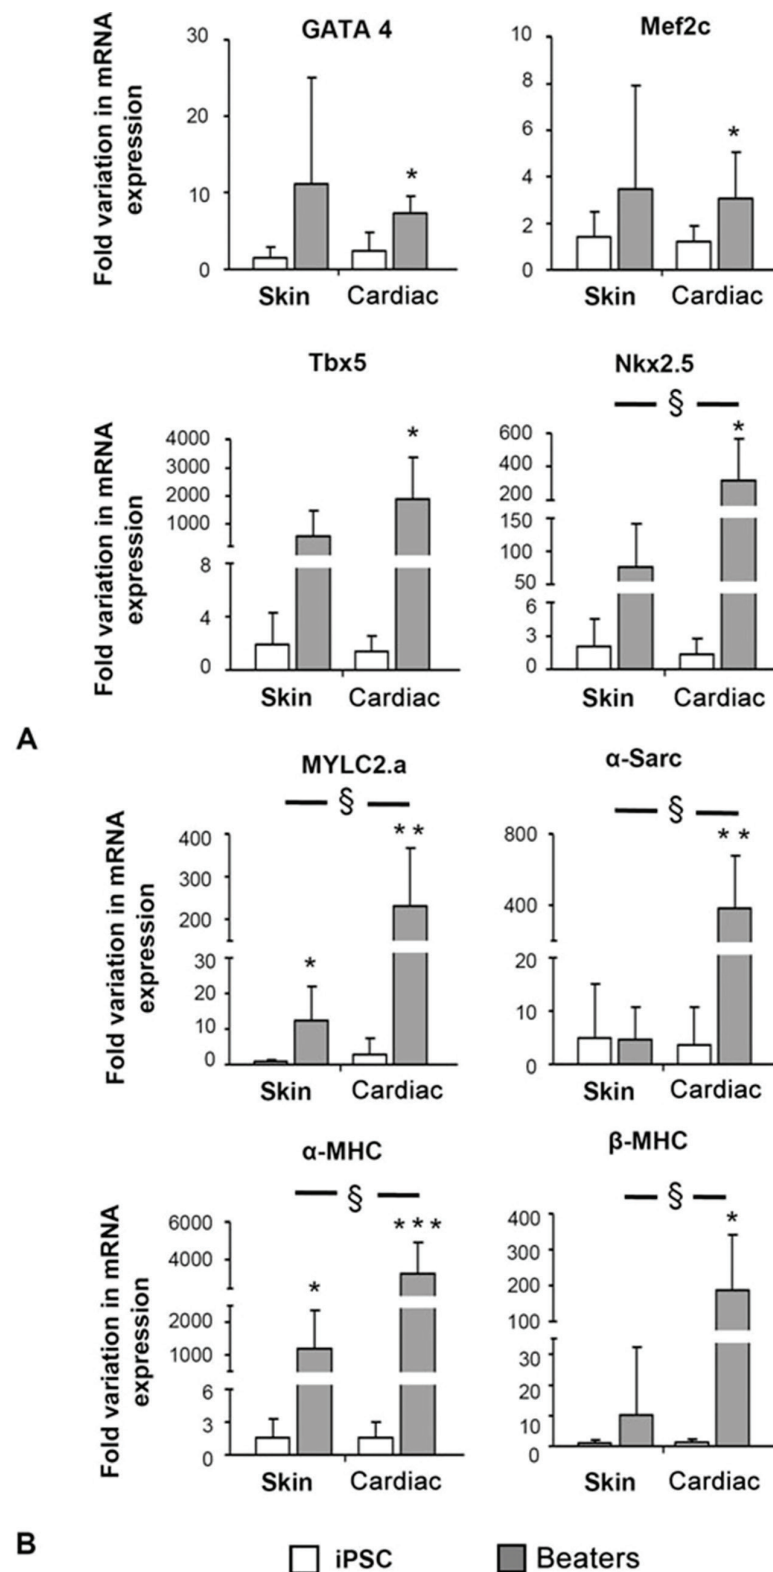 GATA 4
Mef2c
Fold variation in mRNA
expression
30
20
10
0
10
8
6
4
2
0
*
*
Skin
Cardiac
Skin
Cardiac
Tbx5
Nkx2.5
§
Fold variation in mRNA
expression
4000
3000
2000
1000
8
4
0
600
400
200
150
100
50
6
3
0
*
*
Skin
Cardiac
Skin
Cardiac
A
MYLC2.a
α-Sarc
§
§
Fold variation in mRNA
expression
400
300
200
30
20
10
0
800
400
20
10
0
*
**
**
Skin
Cardiac
Skin
Cardiac
α-MHC
β-MHC
§
§
Fold variation in mRNA
expression
6000
4000
2000
1000
6
3
0
400
300
200
100
30
20
10
0
*
***
*
Skin
Cardiac
Skin
Cardiac
B
iPSC
Beaters